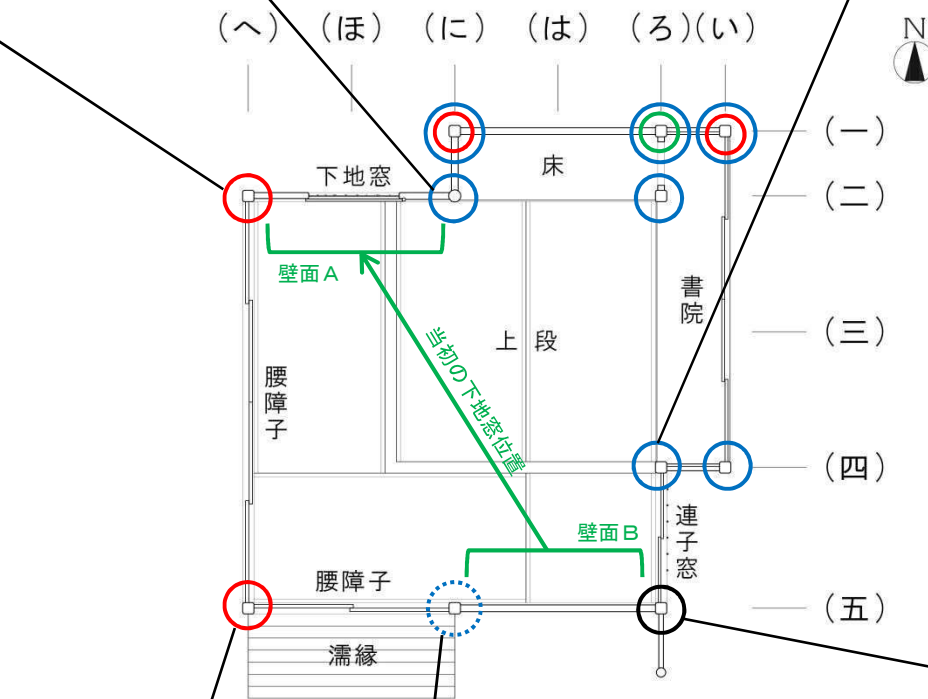 （へ）（ほ）（に）（は）（ろ）（い）
N
（一）
床
下地窓
（二）
壁面A
書院
上段
（三）
当初の下地窓位置
腰障子
（四）
連子窓
壁面B
腰障子
（五）
濡縁